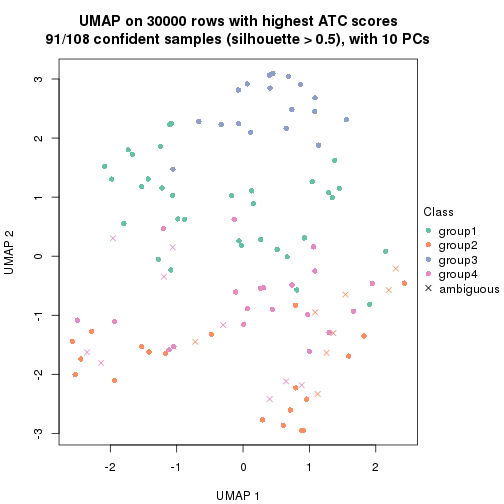 UMAP on 30000 rows with highest ATC scores
91/108 confident samples (silhouette > 0.5), with 10 PCs
3
2
1
0
-1
-2
-3
UMAP 2
-2
-1
0
1
2
UMAP 1
Class
group1
group2
group3
group4
ambiguous